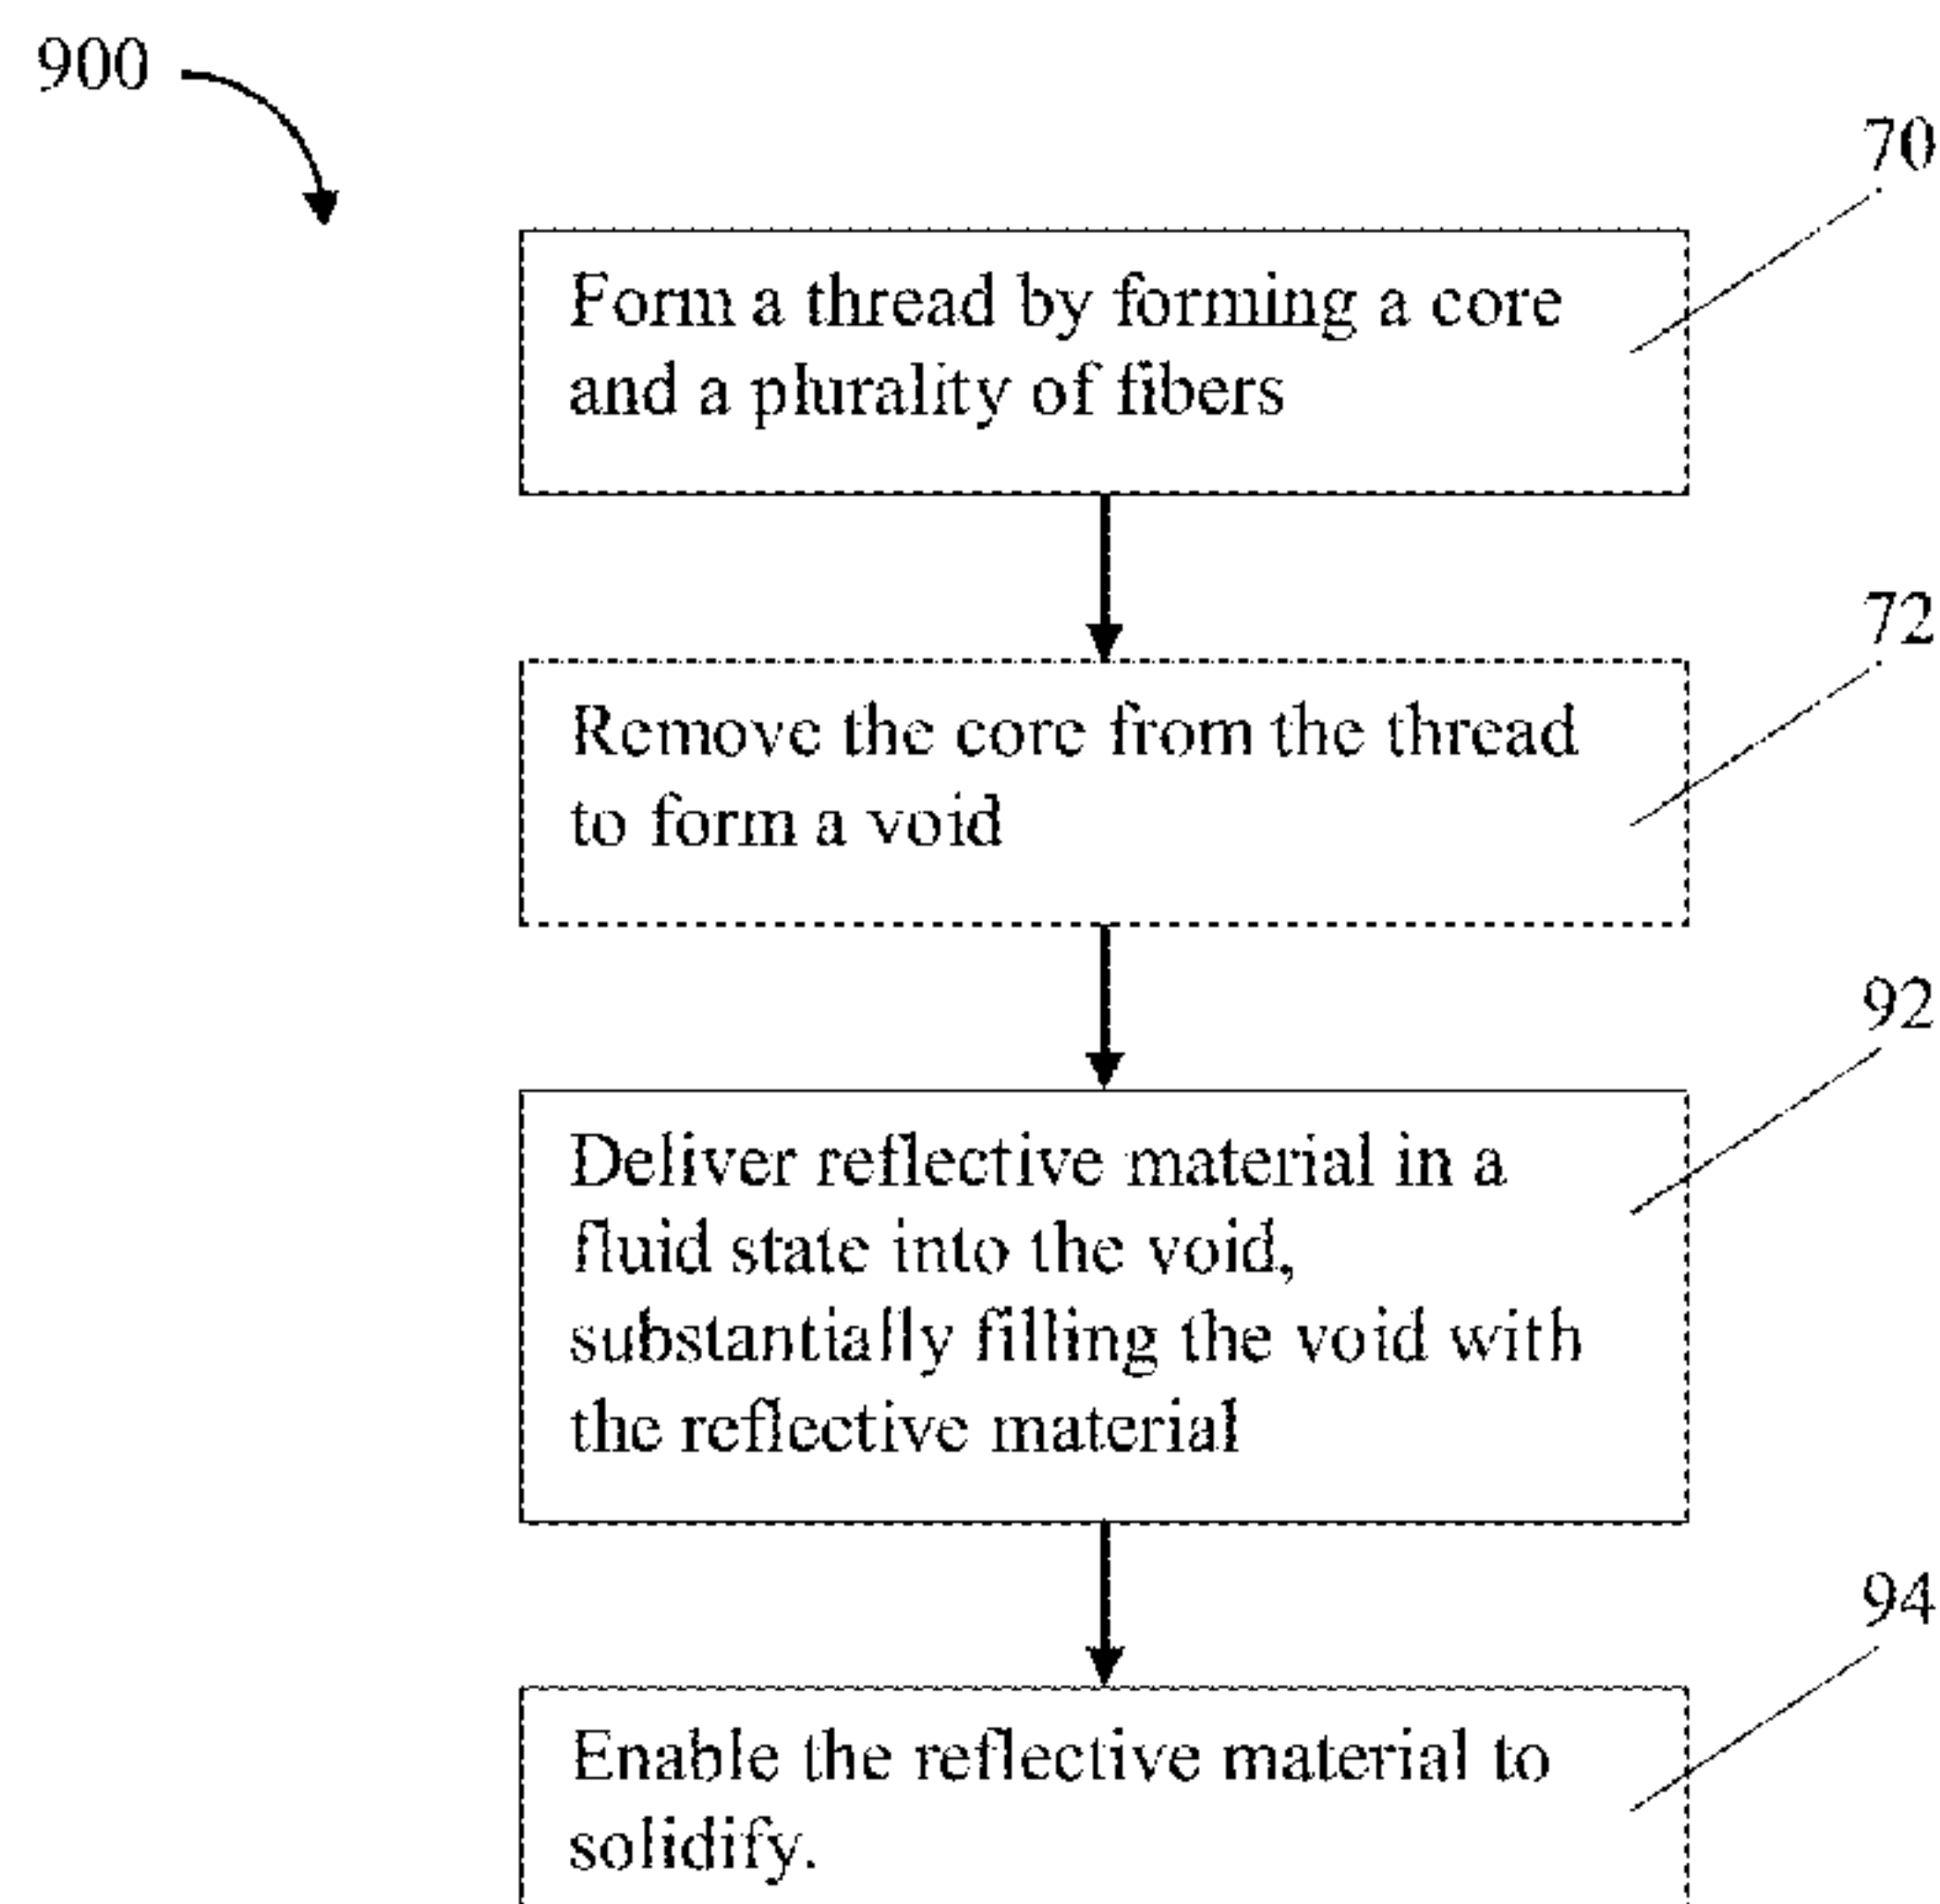 900
70
Form a thread by forming a core
and a plurality of fibers
72
Remove the core from the thread
to form a void
92
Deliver reflective material in a
fluid state into the void,
substantially filling the void with
the reflective material
94
Enable the reflective material to
solidify.